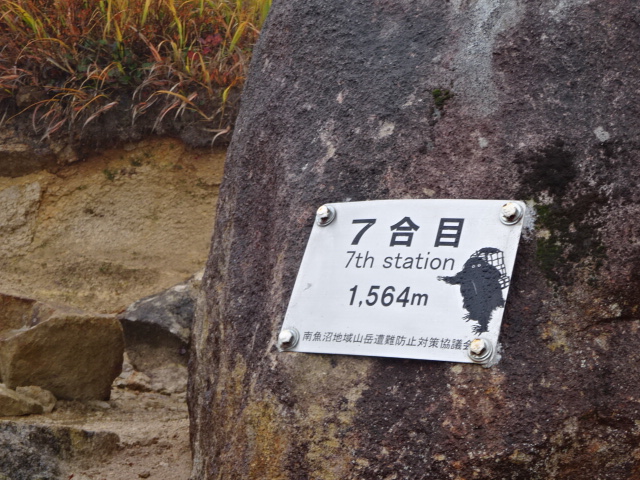 7合目
7th station
1,564m
南魚沼地域山岳遭難防止対策協議会